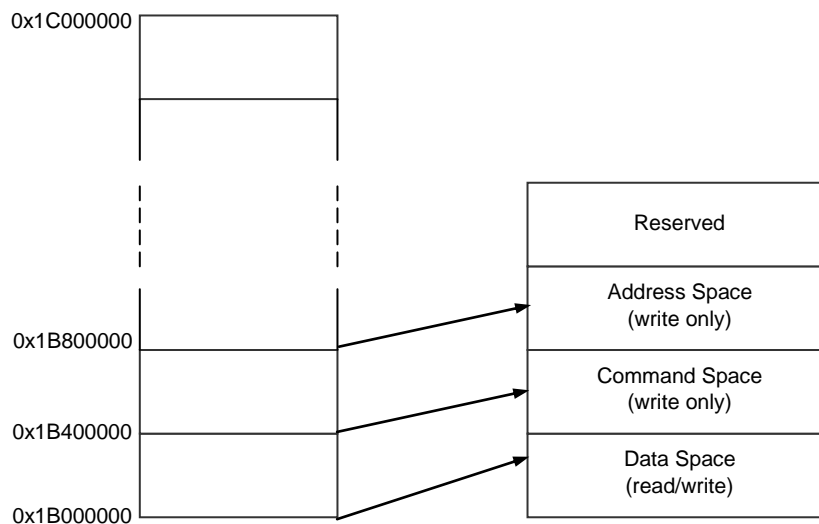 0x1C000000
Reserved
Address Space
(write only)
0x1B800000
Command Space
(write only)
0x1B400000
Data Space
(read/write)
0x1B000000